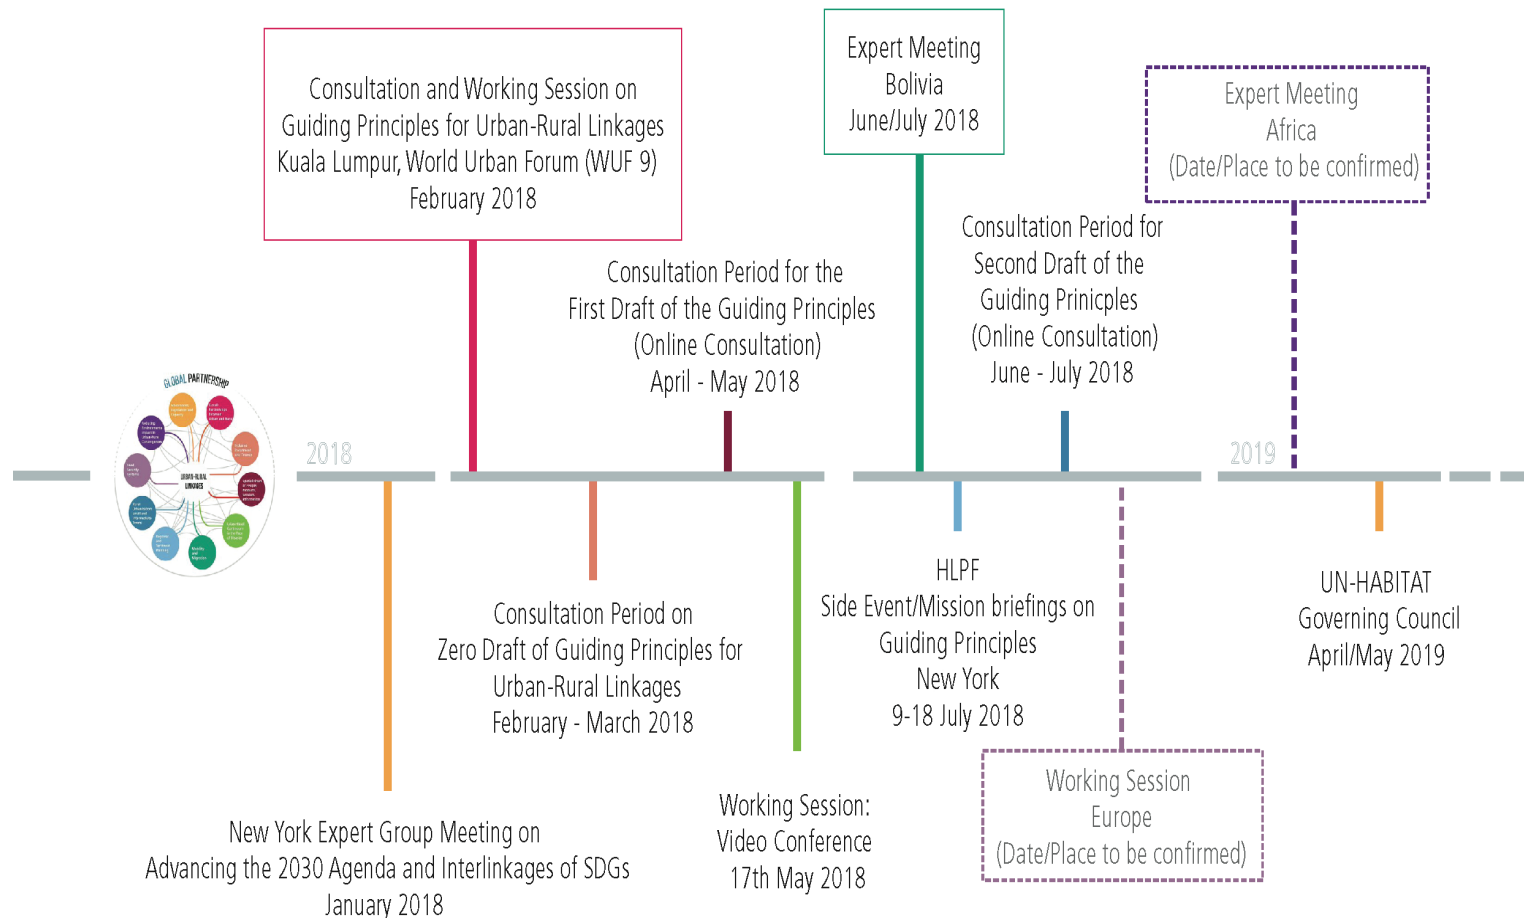 Consultation and Working Session on
Guiding Principles for Urban-Rural Linkages
Kuala Lumpur, World Urban Forum (WUF 9)
February 2018
Expert Meeting
Bolivia
June/July 2018
Expert Meeting
Africa
(Date/Place to be confirmed)
Consultation Period for the
First Draft of the Guiding Principles
(Online Consultation)
April - May 2018
Consultation Period for
Second Draft of the
Guiding Prinicples
(Online Consultation)
June - July 2018
GLOBAL PARTNERSHIP
URBAN-RURAL
LINKAGES
2018
2019
Consultation Period on
Zero Draft of Guiding Principles for
Urban-Rural Linkages
February - March 2018
HLPF
Side Event/Mission briefings on
Guiding Principles
New York
9-18 July 2018
UN-HABITAT
Governing Council
April/May 2019
New York Expert Group Meeting on
Advancing the 2030 Agenda and Interlinkages of SDGs
January 2018
Working Session:
Video Conference
17th May 2018
Working Session
Europe
(Date/Place to be confirmed)